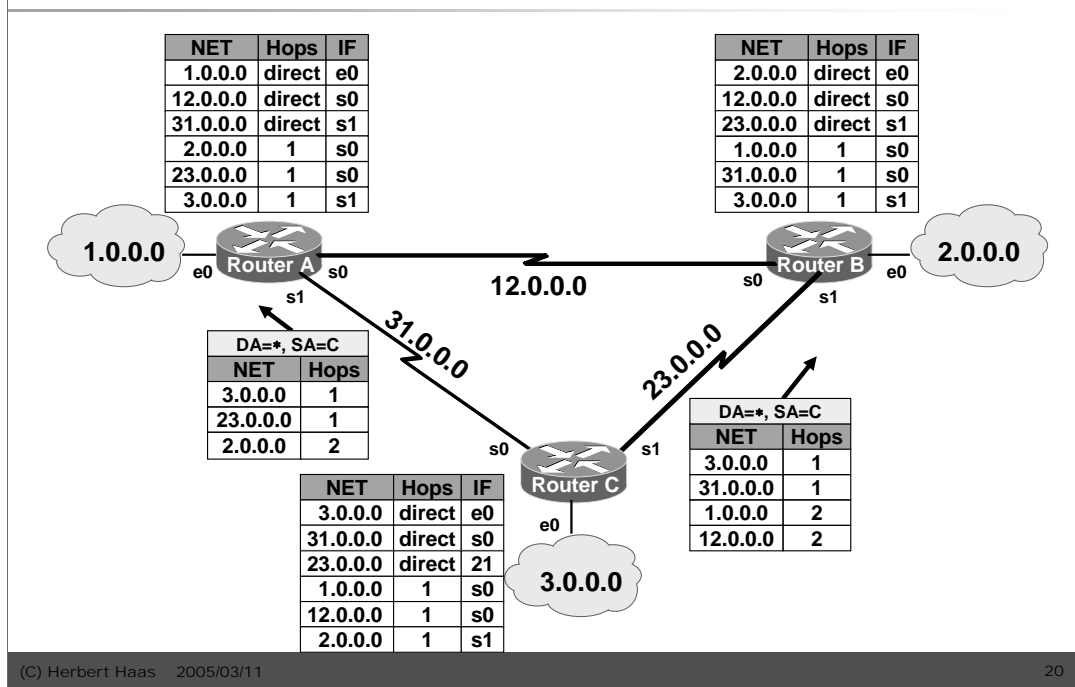 NET Hops IF
1.0.0.0 direct e0
12.0.0.0 direct s0
31.0.0.0 direct s1
2.0.0.0 1 s0
23.0.0.0 1 s0
3.0.0.0 1 s1
NET Hops IF
2.0.0.0 direct e0
12.0.0.0 direct s0
23.0.0.0 direct s1
1.0.0.0 1 s0
31.0.0.0 1 s0
3.0.0.0 1 s1
1.0.0.0
e0
Router A
s0
s1
12.0.0.0
s0
Router B
s1
e0
2.0.0.0
31.0.0.0
23.0.0.0
DA=*, SA=C
NET Hops
3.0.0.0 1
23.0.0.0 1
2.0.0.0 2
DA=*, SA=C
NET Hops
3.0.0.0 1
31.0.0.0 1
1.0.0.0 2
12.0.0.0 2
s0
Router C
s1
e0
3.0.0.0
NET Hops IF
3.0.0.0 direct e0
31.0.0.0 direct s0
23.0.0.0 direct 21
1.0.0.0 1 s0
12.0.0.0 1 s0
2.0.0.0 1 s1
(C) Herbert Haas 2005/03/11
20